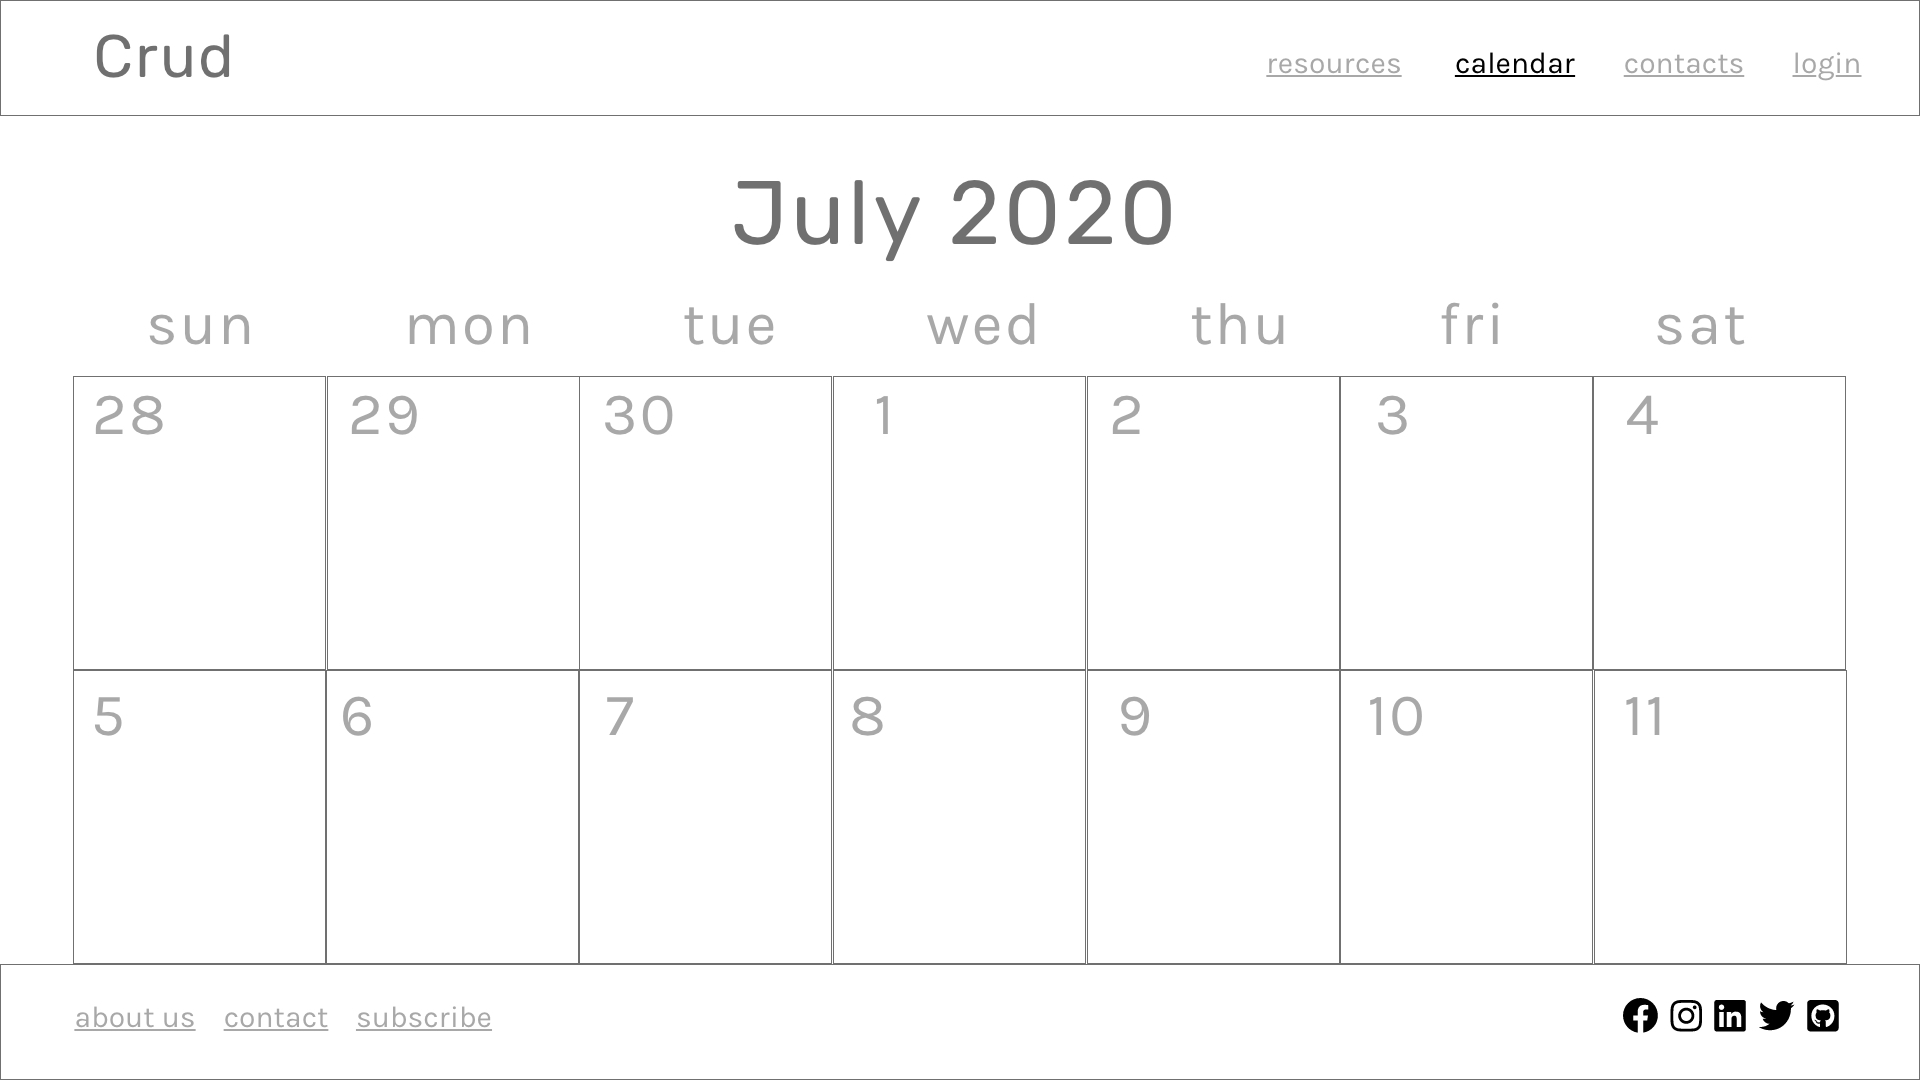 Crud
resources calendar contacts login
July 2020
sun mon tue wed thu fri sat
28 29 30 1 2 3 4
5 6 7 8 9 10 11
about us contact subscribe